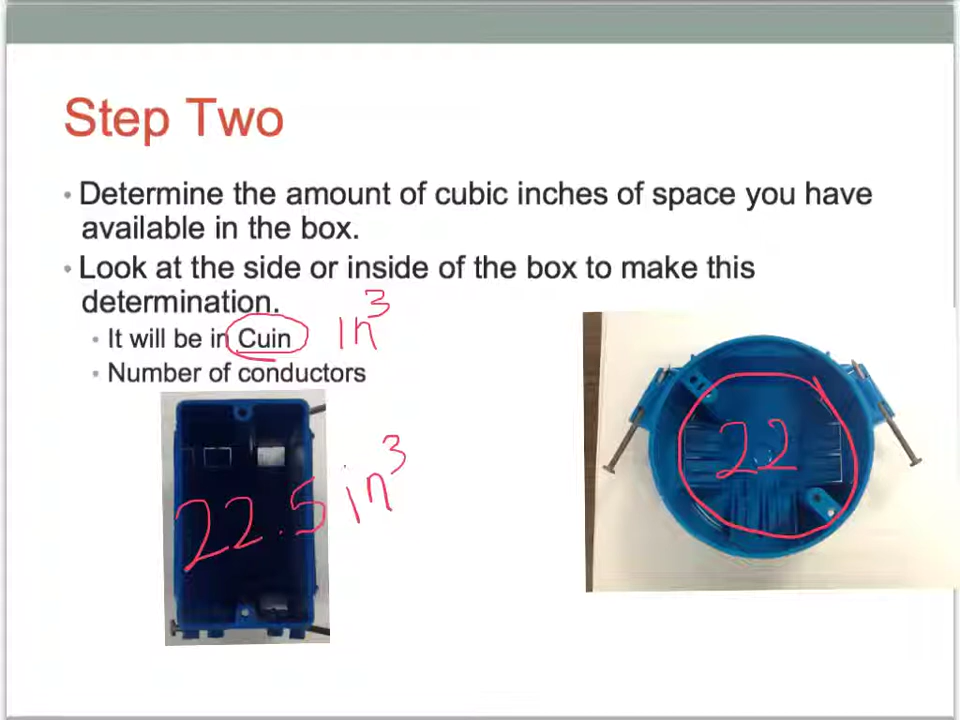 Step Two
• Determine the amount of cubic inches of space you have
available in the box.
• Look at the side or inside of the box to make this
determination.
• It will be in Cuin in³
• Number of conductors
22.5 in³
22